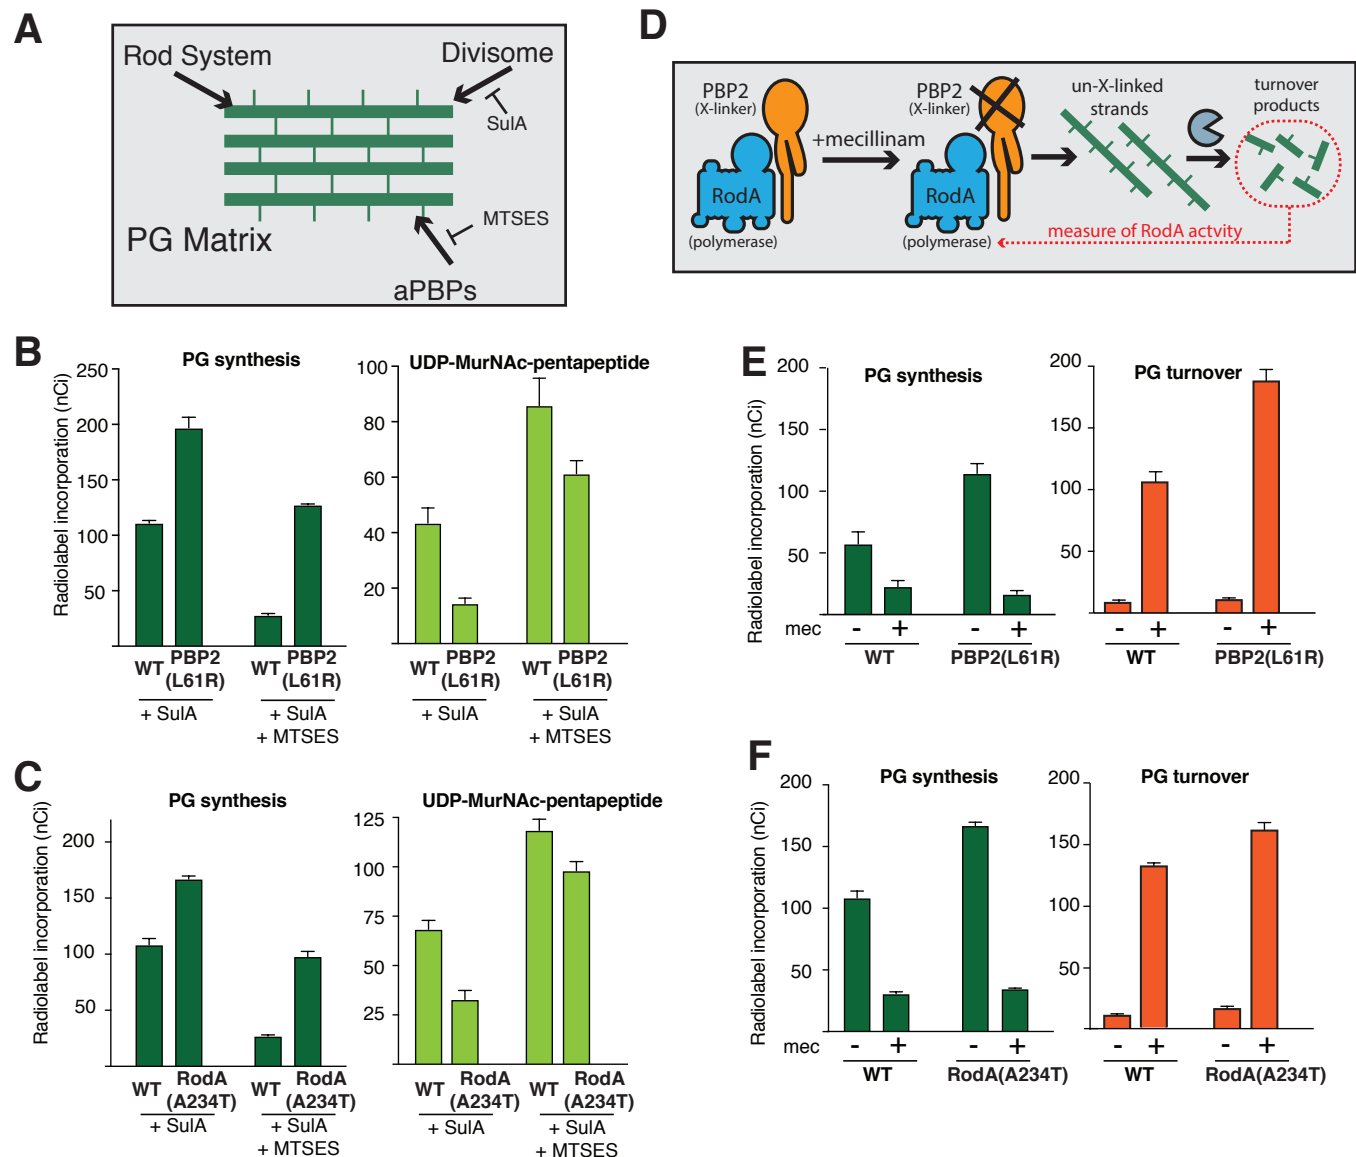 A
Rod System
Divisome
SulA
MTSES
PG Matrix
aPBPs
D
PBP2
(X-linker)
RodA
(polymerase)
+mecillinam
PBP2
(X-linker)
RodA
(polymerase)
un-X-linked
strands
turnover
products
measure of RodA actvity
B
PG synthesis
UDP-MurNAc-pentapeptide
Radiolabel incorporation (nCi)
250
200
150
100
50
WT
PBP2
(L61R)
WT
PBP2
(L61R)
+ SulA
+ SulA
+ MTSES
100
80
60
40
20
WT
PBP2
(L61R)
WT
PBP2
(L61R)
+ SulA
+ SulA
+ MTSES
E
PG synthesis
PG turnover
Radiolabel incorporation (nCi)
200
150
100
50
mec
- + - +
WT
PBP2(L61R)
200
150
100
50
- + - +
WT
PBP2(L61R)
C
PG synthesis
UDP-MurNAc-pentapeptide
Radiolabel incorporation (nCi)
200
150
100
50
WT
RodA
(A234T)
WT
RodA
(A234T)
+ SulA
+ SulA
+ MTSES
125
100
75
50
25
WT
RodA
(A234T)
WT
RodA
(A234T)
+ SulA
+ SulA
+ MTSES
F
PG synthesis
PG turnover
Radiolabel incorporation (nCi)
200
150
100
50
mec
- + - +
WT
RodA(A234T)
200
150
100
50
- + - +
WT
RodA(A234T)